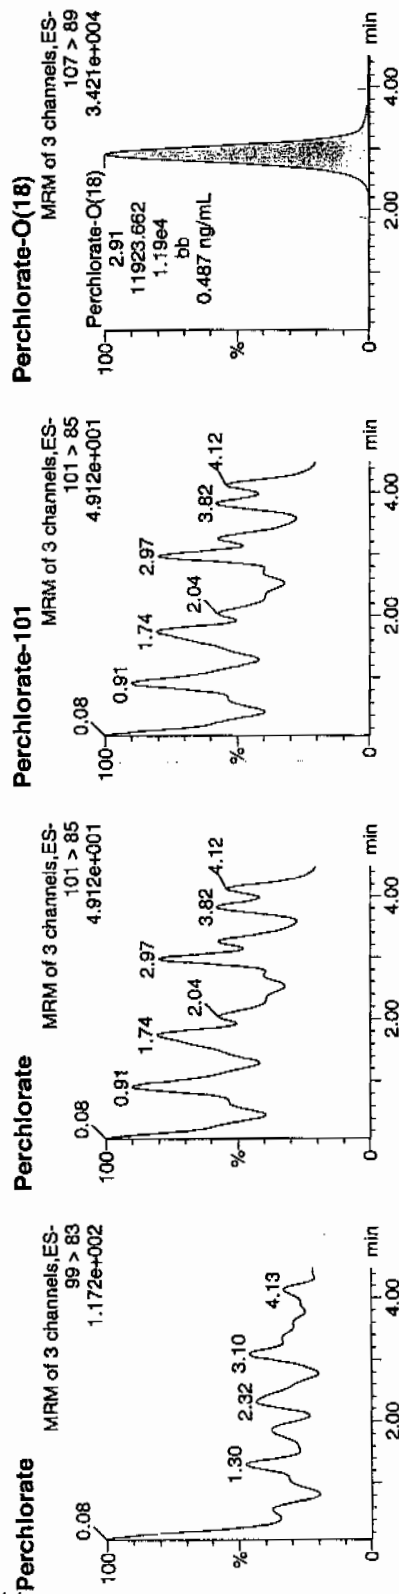 Perchlorate
MRM of 3 channels,ES-
99 > 83
1.172e+002
100
0.08
1.30
2.32
3.10
4.13
%
0
2.00
4.00
min
Perchlorate
MRM of 3 channels,ES-
101 > 85
4.912e+001
100
0.08
0.91
1.74
2.04
2.97
3.82
4.12
%
0
2.00
4.00
min
Perchlorate-101
MRM of 3 channels,ES-
101 > 85
4.912e+001
100
0.08
0.91
1.74
2.04
2.97
3.82
4.12
%
0
2.00
4.00
min
Perchlorate-O(18)
MRM of 3 channels,ES-
107 > 89
3.421e+004
100
Perchlorate-O(18)
2.91
11923.662
1.19e4
bb
0.487 ng/mL
%
0
2.00
4.00
min